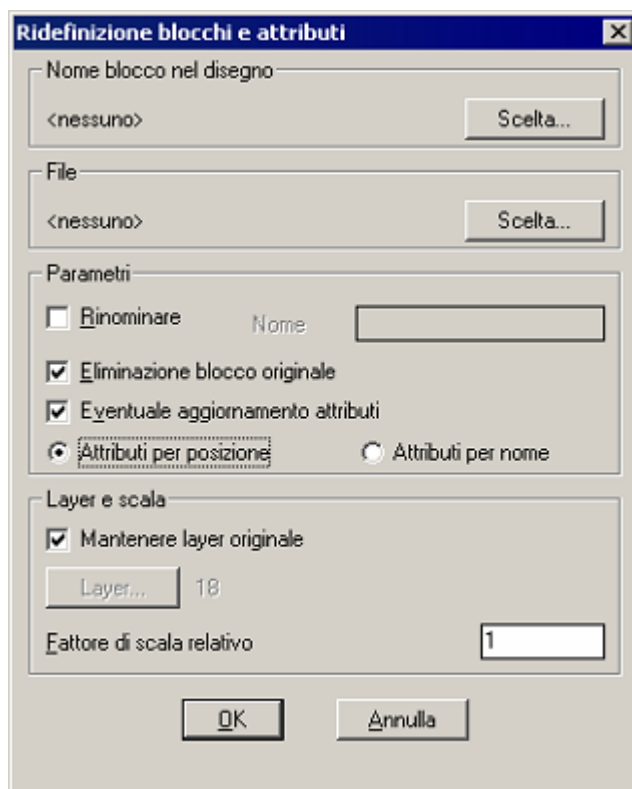 Ridefinizione blocchi e attributi
Nome blocco nel disegno
<nessuno> Scelta...
File
<nessuno> Scelta...
Parametri
Rinominare Nome
Eliminazione blocco originale
Eventuale aggiornamento attributi
Attributi per posizione Attributi per nome
Layer e scala
Mantenere layer originale
Layer... 18
Fattore di scala relativo 1
OK Annulla